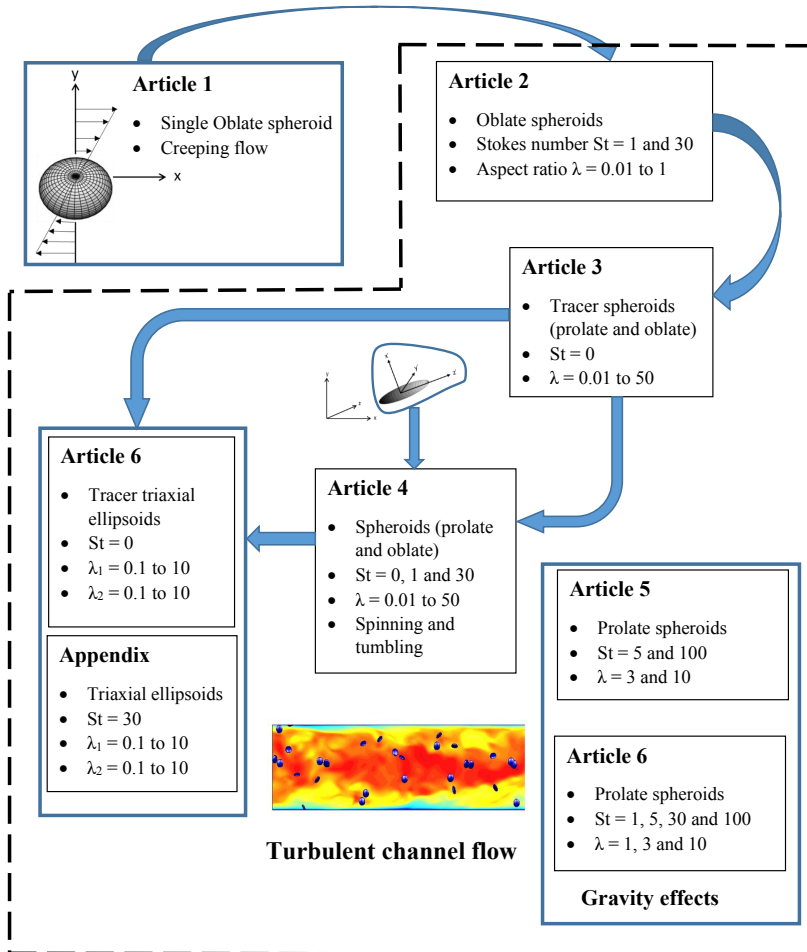 Article 1
y
• Single Oblate spheroid
• Creeping flow
x
Article 2
• Oblate spheroids
• Stokes number St = 1 and 30
• Aspect ratio λ = 0.01 to 1
Article 3
• Tracer spheroids
(prolate and oblate)
• St = 0
• λ = 0.01 to 50
Article 6
• Tracer triaxial
ellipsoids
• St = 0
• λ₁ = 0.1 to 10
• λ₂ = 0.1 to 10
Appendix
• Triaxial ellipsoids
• St = 30
• λ₁ = 0.1 to 10
• λ₂ = 0.1 to 10
Article 4
• Spheroids (prolate
and oblate)
• St = 0, 1 and 30
• λ = 0.01 to 50
• Spinning and
tumbling
Article 5
• Prolate spheroids
• St = 5 and 100
• λ = 3 and 10
Article 6
• Prolate spheroids
• St = 1, 5, 30 and 100
• λ = 1, 3 and 10
Gravity effects
Turbulent channel flow